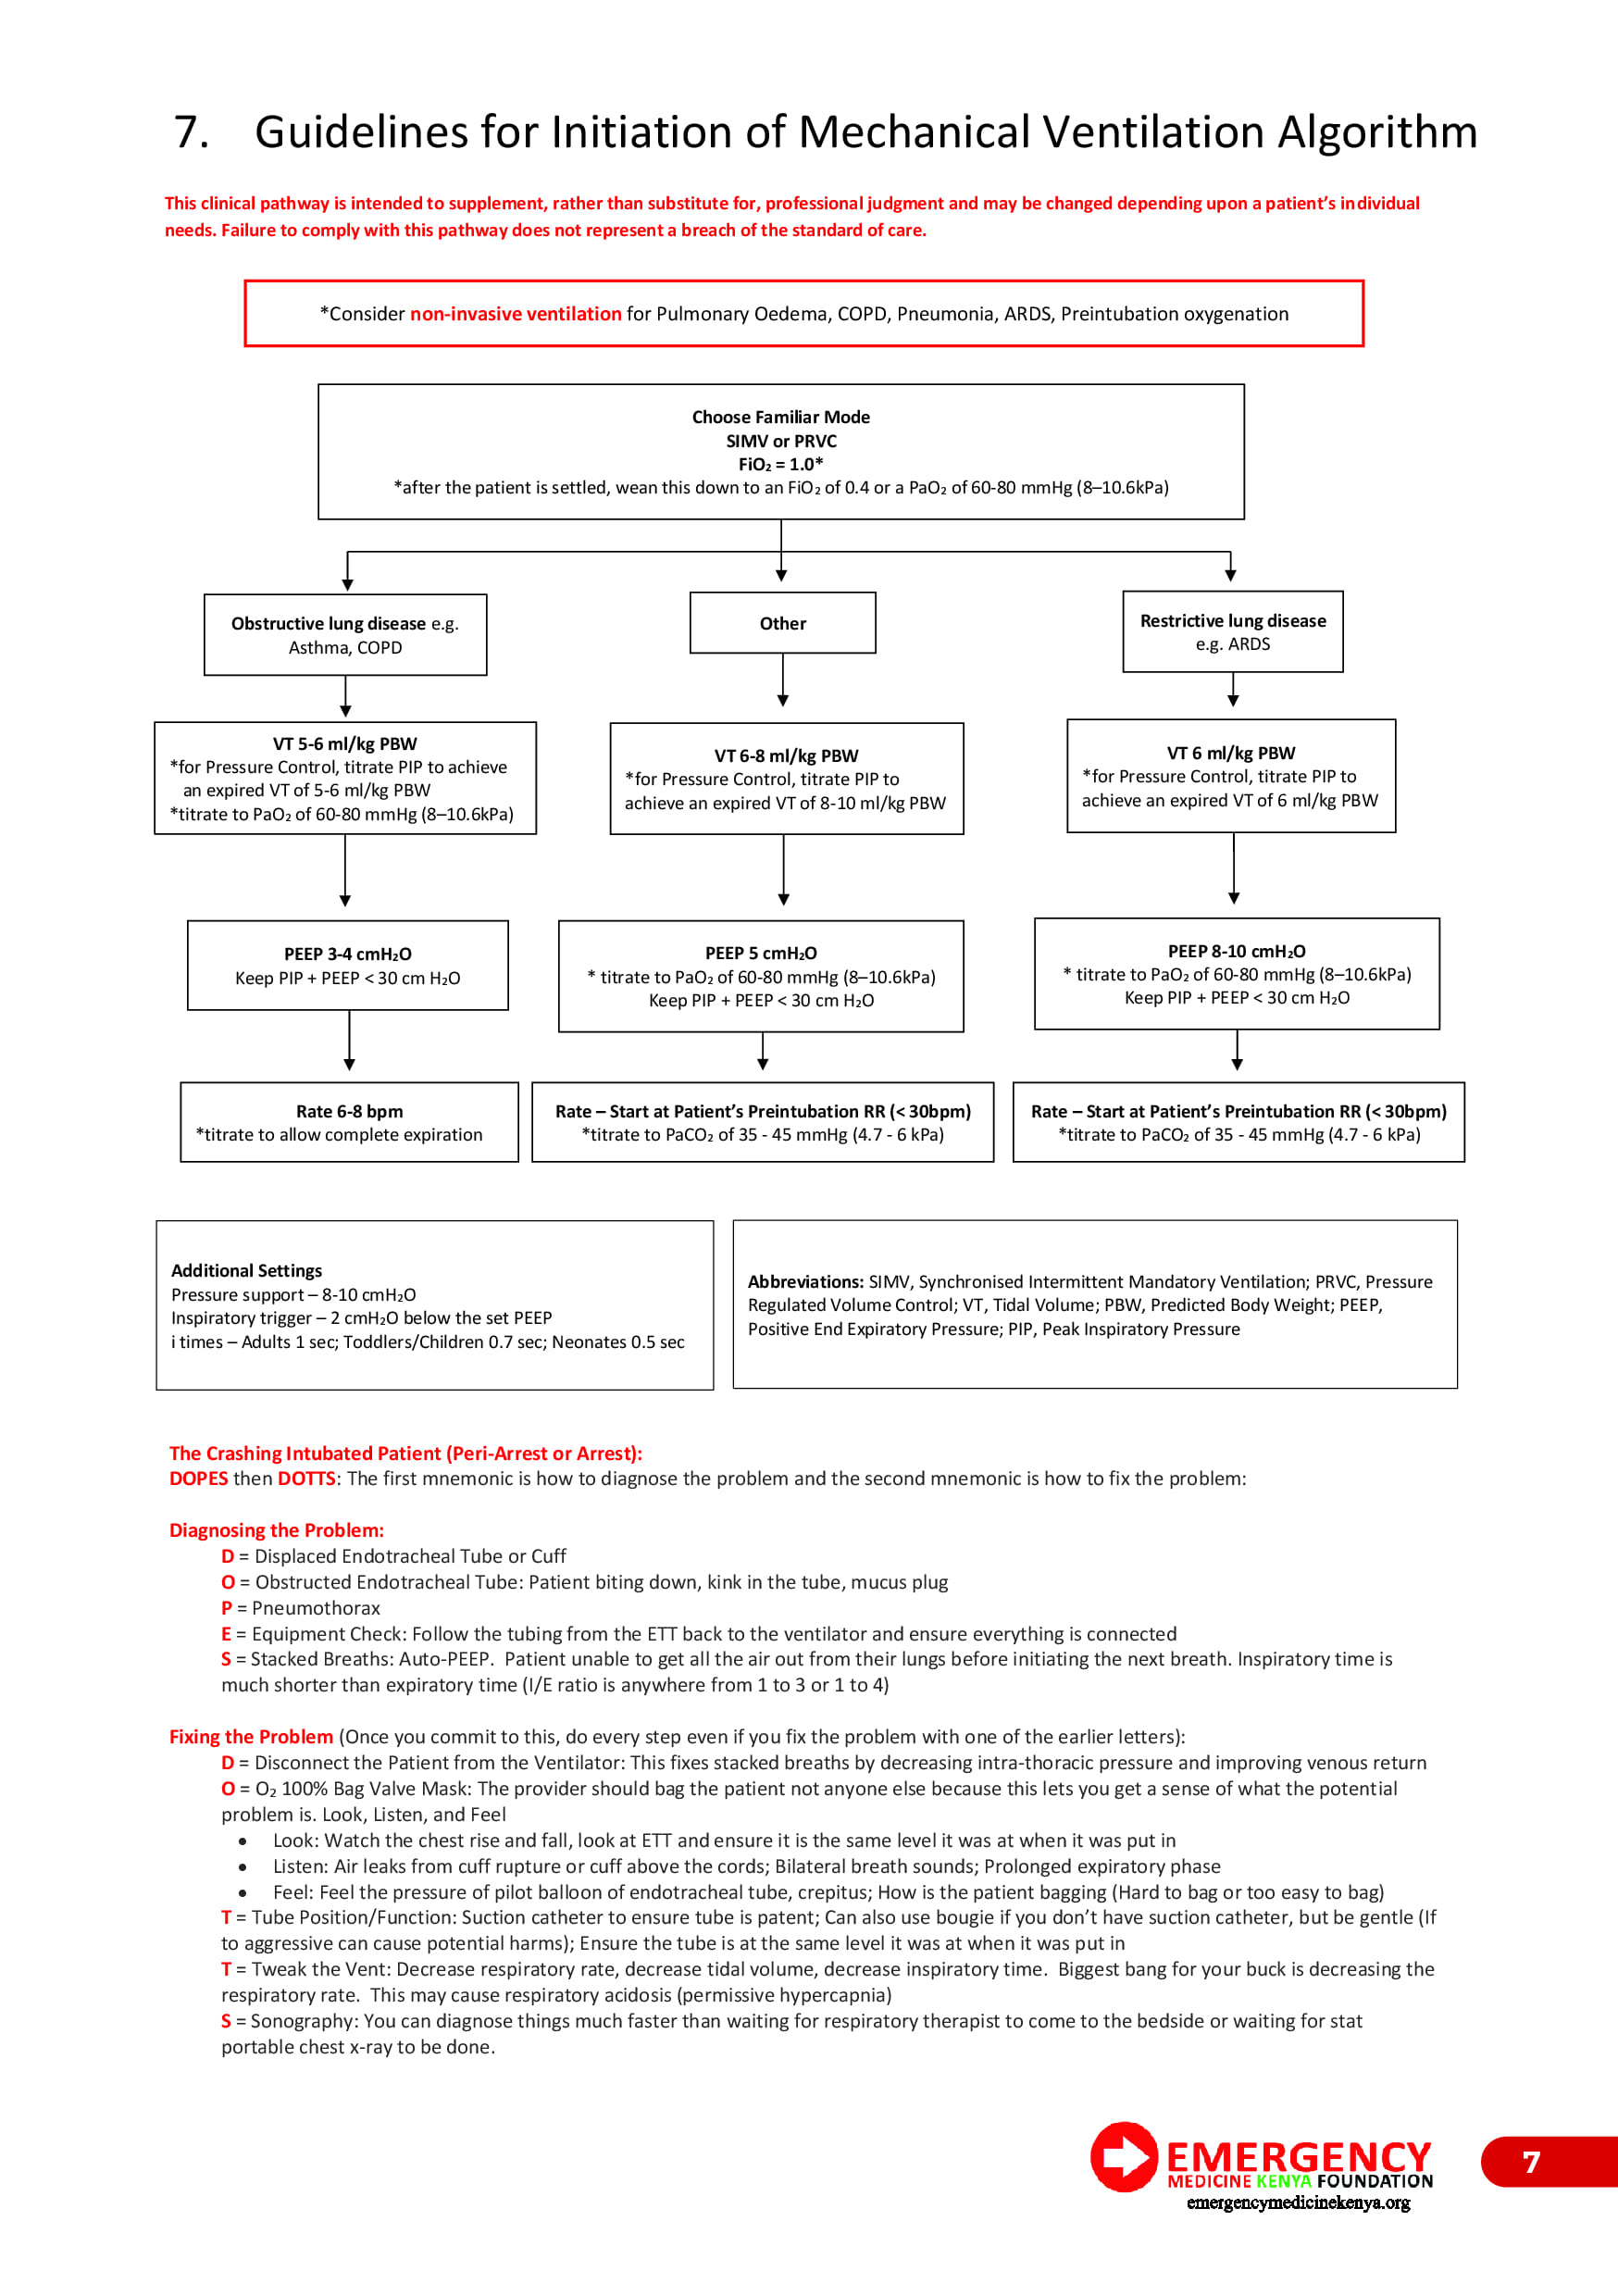 7. Guidelines for Initiation of Mechanical Ventilation Algorithm
This clinical pathway is intended to supplement, rather than substitute for, professional judgment and may be changed depending upon a patient’s individual
needs. Failure to comply with this pathway does not represent a breach of the standard of care.
*Consider non-invasive ventilation for Pulmonary Oedema, COPD, Pneumonia, ARDS, Preintubation oxygenation
Choose Familiar Mode
SIMV or PRVC
FiO₂ = 1.0*
*after the patient is settled, wean this down to an FiO₂ of 0.4 or a PaO₂ of 60-80 mmHg (8–10.6kPa)
Obstructive lung disease e.g.
Asthma, COPD
VT 5-6 ml/kg PBW
*for Pressure Control, titrate PIP to achieve
an expired VT of 5-6 ml/kg PBW
*titrate to PaO₂ of 60-80 mmHg (8–10.6kPa)
PEEP 3-4 cmH₂O
Keep PIP + PEEP < 30 cm H₂O
Rate 6-8 bpm
*titrate to allow complete expiration
Other
VT 6-8 ml/kg PBW
*for Pressure Control, titrate PIP to
achieve an expired VT of 8-10 ml/kg PBW
PEEP 5 cmH₂O
* titrate to PaO₂ of 60-80 mmHg (8–10.6kPa)
Keep PIP + PEEP < 30 cm H₂O
Rate – Start at Patient’s Preintubation RR (< 30bpm)
*titrate to PaCO₂ of 35 - 45 mmHg (4.7 - 6 kPa)
Restrictive lung disease
e.g. ARDS
VT 6 ml/kg PBW
*for Pressure Control, titrate PIP to
achieve an expired VT of 6 ml/kg PBW
PEEP 8-10 cmH₂O
* titrate to PaO₂ of 60-80 mmHg (8–10.6kPa)
Keep PIP + PEEP < 30 cm H₂O
Rate – Start at Patient’s Preintubation RR (< 30bpm)
*titrate to PaCO₂ of 35 - 45 mmHg (4.7 - 6 kPa)
Additional Settings
Pressure support – 8-10 cmH₂O
Inspiratory trigger – 2 cmH₂O below the set PEEP
i times – Adults 1 sec; Toddlers/Children 0.7 sec; Neonates 0.5 sec
Abbreviations: SIMV, Synchronised Intermittent Mandatory Ventilation; PRVC, Pressure
Regulated Volume Control; VT, Tidal Volume; PBW, Predicted Body Weight; PEEP,
Positive End Expiratory Pressure; PIP, Peak Inspiratory Pressure
The Crashing Intubated Patient (Peri-Arrest or Arrest):
DOPES then DOTTS: The first mnemonic is how to diagnose the problem and the second mnemonic is how to fix the problem:
Diagnosing the Problem:
D = Displaced Endotracheal Tube or Cuff
O = Obstructed Endotracheal Tube: Patient biting down, kink in the tube, mucus plug
P = Pneumothorax
E = Equipment Check: Follow the tubing from the ETT back to the ventilator and ensure everything is connected
S = Stacked Breaths: Auto-PEEP. Patient unable to get all the air out from their lungs before initiating the next breath. Inspiratory time is
much shorter than expiratory time (I/E ratio is anywhere from 1 to 3 or 1 to 4)
Fixing the Problem (Once you commit to this, do every step even if you fix the problem with one of the earlier letters):
D = Disconnect the Patient from the Ventilator: This fixes stacked breaths by decreasing intra-thoracic pressure and improving venous return
O = O₂ 100% Bag Valve Mask: The provider should bag the patient not anyone else because this lets you get a sense of what the potential
problem is. Look, Listen, and Feel
• Look: Watch the chest rise and fall, look at ETT and ensure it is the same level it was at when it was put in
• Listen: Air leaks from cuff rupture or cuff above the cords; Bilateral breath sounds; Prolonged expiratory phase
• Feel: Feel the pressure of pilot balloon of endotracheal tube, crepitus; How is the patient bagging (Hard to bag or too easy to bag)
T = Tube Position/Function: Suction catheter to ensure tube is patent; Can also use bougie if you don’t have suction catheter, but be gentle (If
to aggressive can cause potential harms); Ensure the tube is at the same level it was at when it was put in
T = Tweak the Vent: Decrease respiratory rate, decrease tidal volume, decrease inspiratory time. Biggest bang for your buck is decreasing the
respiratory rate. This may cause respiratory acidosis (permissive hypercapnia)
S = Sonography: You can diagnose things much faster than waiting for respiratory therapist to come to the bedside or waiting for stat
portable chest x-ray to be done.
EMERGENCY
MEDICINE KENYA FOUNDATION
emergencymedicinekenya.org
7